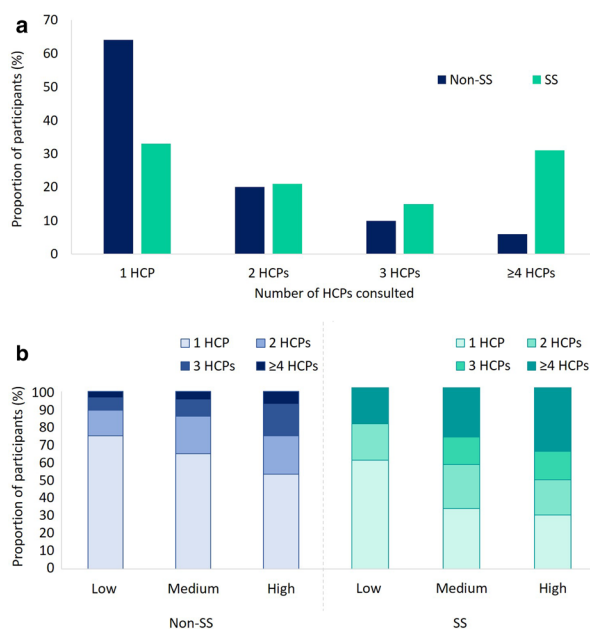 a
Proportion of participants (%)
70
60
50
40
30
20
10
0
Non-SS SS
1 HCP 2 HCPs 3 HCPs ≥4 HCPs
Number of HCPs consulted
b
1 HCP 2 HCPs
3 HCPs ≥4 HCPs
1 HCP 2 HCPs
3 HCPs ≥4 HCPs
Proportion of participants (%)
100
90
80
70
60
50
40
30
20
10
0
Low Medium High Low Medium High
Non-SS SS